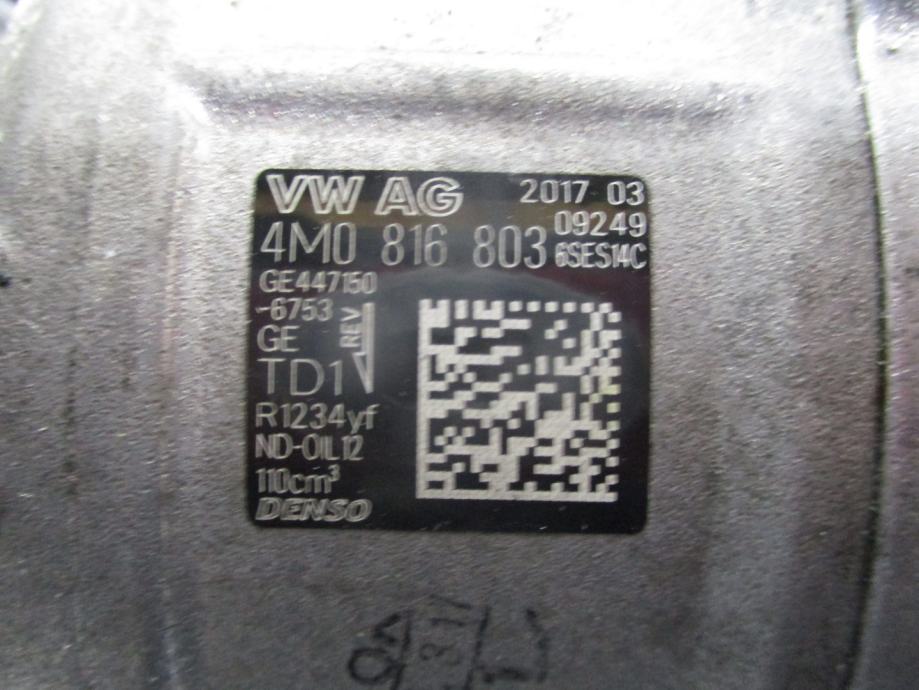 VW AG 2017 03
09249
4M0 816 803 6SES14C
GE447150
-6753
REV
GE
TD1
R1234yf
ND-OIL12
110cm³
DENSO